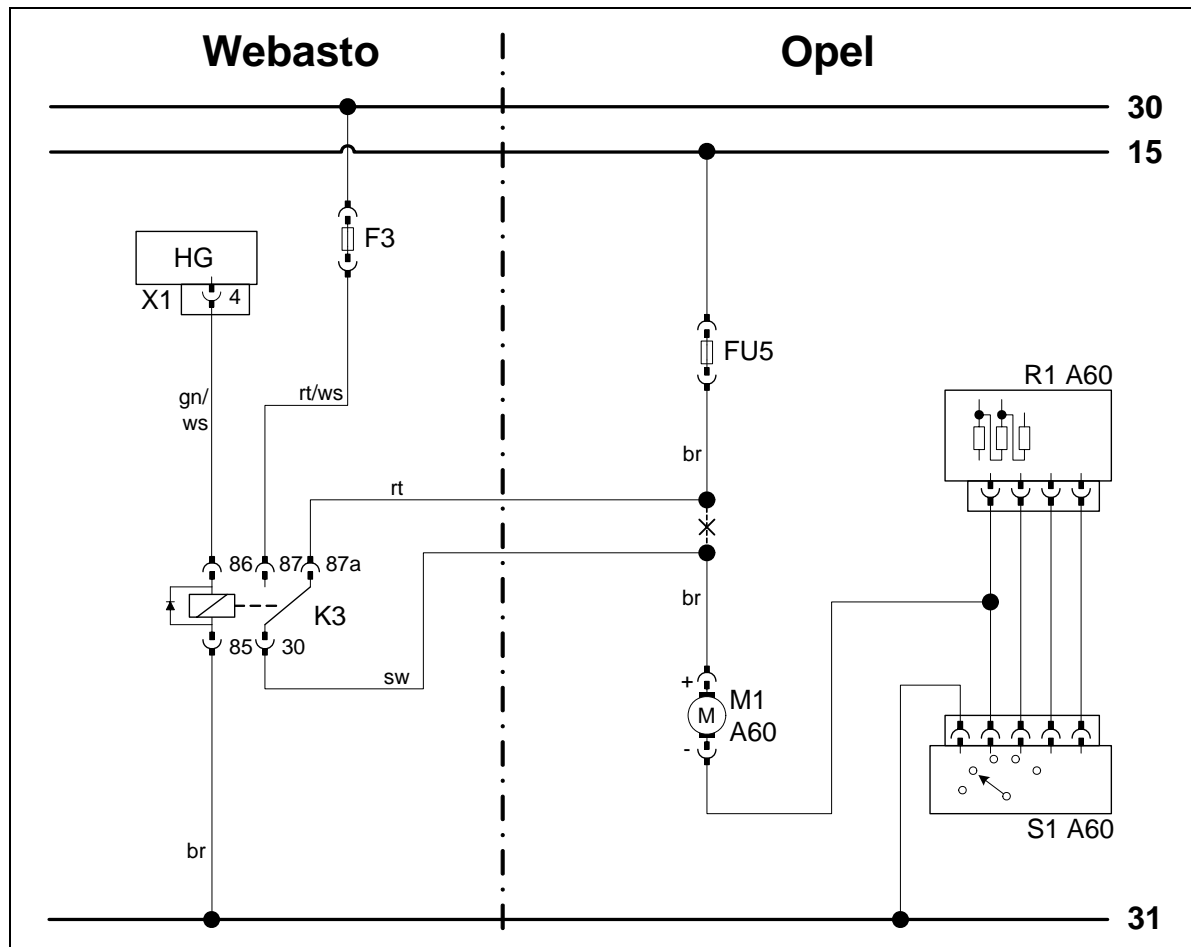 Webasto
Opel
30
15
F3
HG
X1
4
FU5
R1 A60
gn/
ws
rt/ws
br
rt
86
87
87a
K3
br
85
30
sw
+
M1
M
A60
-
S1 A60
br
31